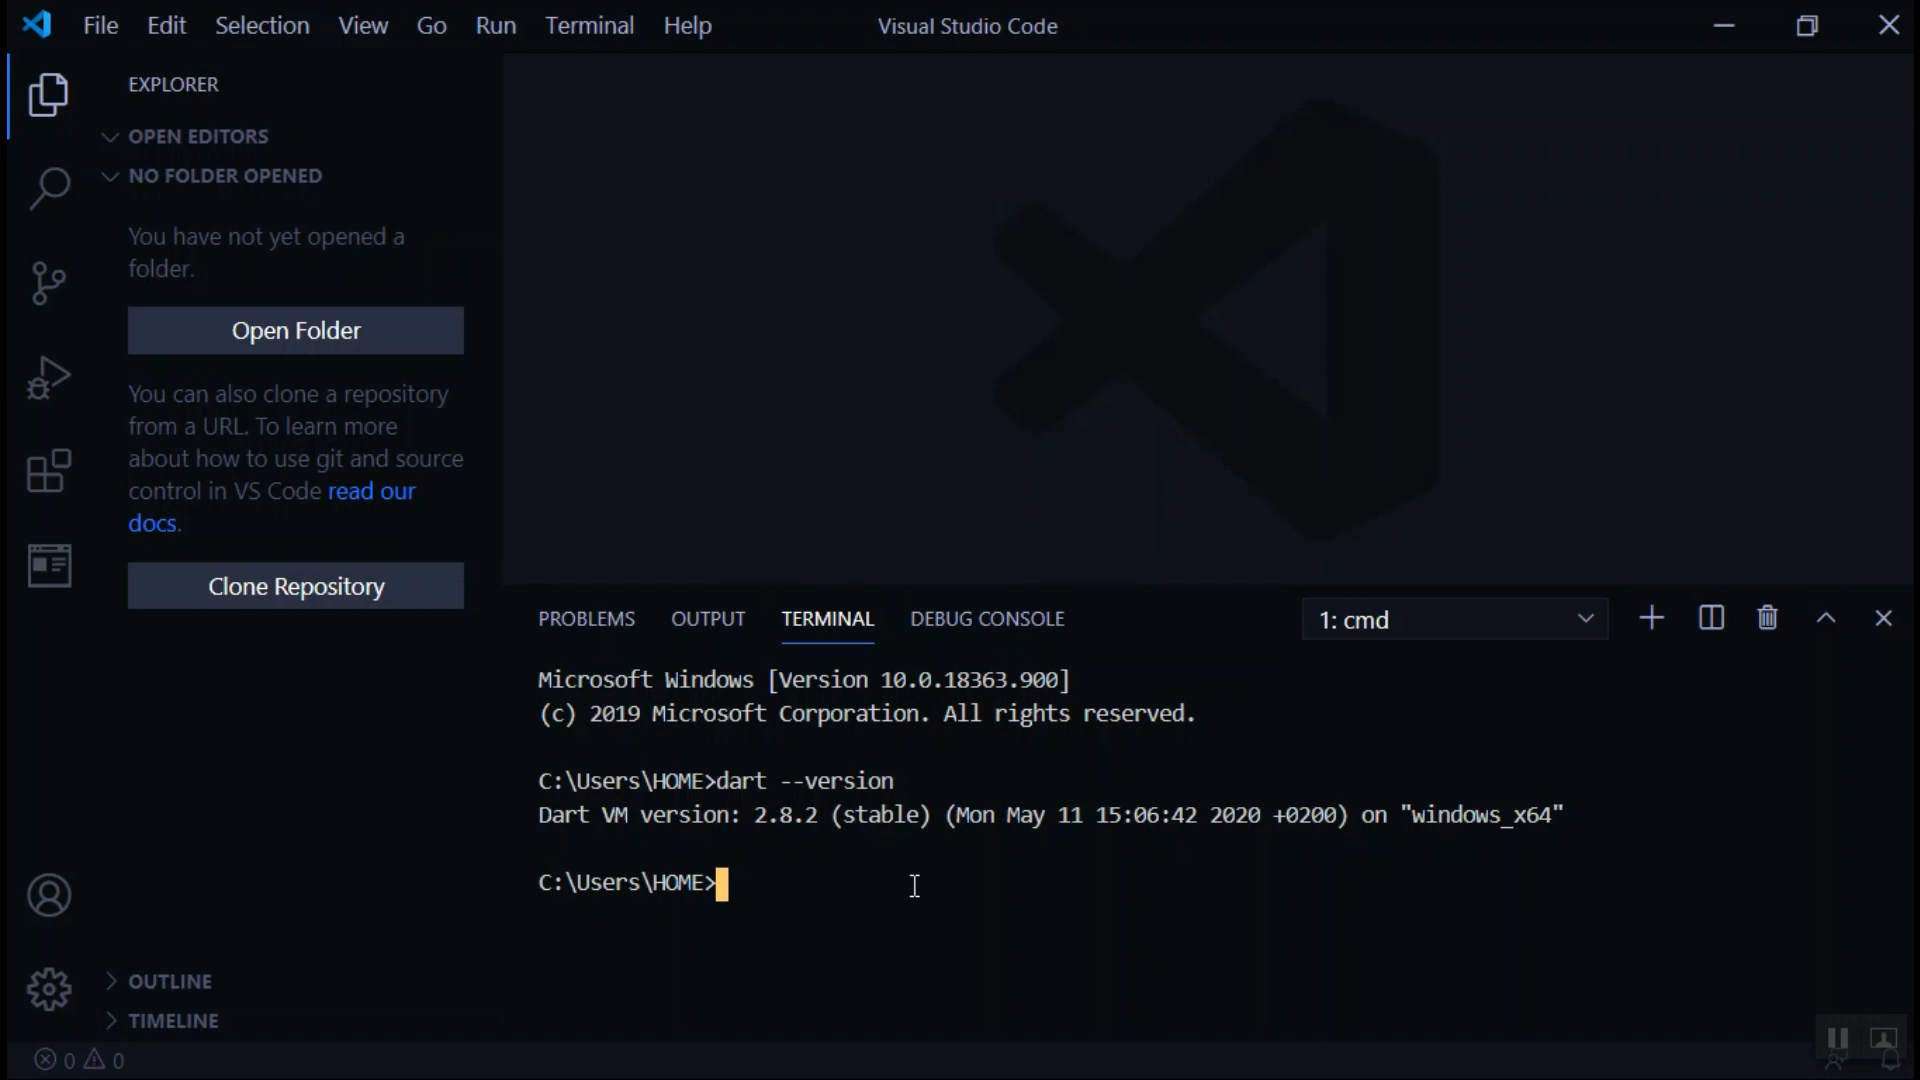 File Edit Selection View Go Run Terminal Help
Visual Studio Code
EXPLORER
OPEN EDITORS
NO FOLDER OPENED
You have not yet opened a
folder.
Open Folder
You can also clone a repository
from a URL. To learn more
about how to use git and source
control in VS Code read our
docs.
Clone Repository
OUTLINE
TIMELINE
0 0
PROBLEMS OUTPUT TERMINAL DEBUG CONSOLE
1: cmd
Microsoft Windows [Version 10.0.18363.900]
(c) 2019 Microsoft Corporation. All rights reserved.
C:\Users\HOME>dart --version
Dart VM version: 2.8.2 (stable) (Mon May 11 15:06:42 2020 +0200) on "windows_x64"
C:\Users\HOME>